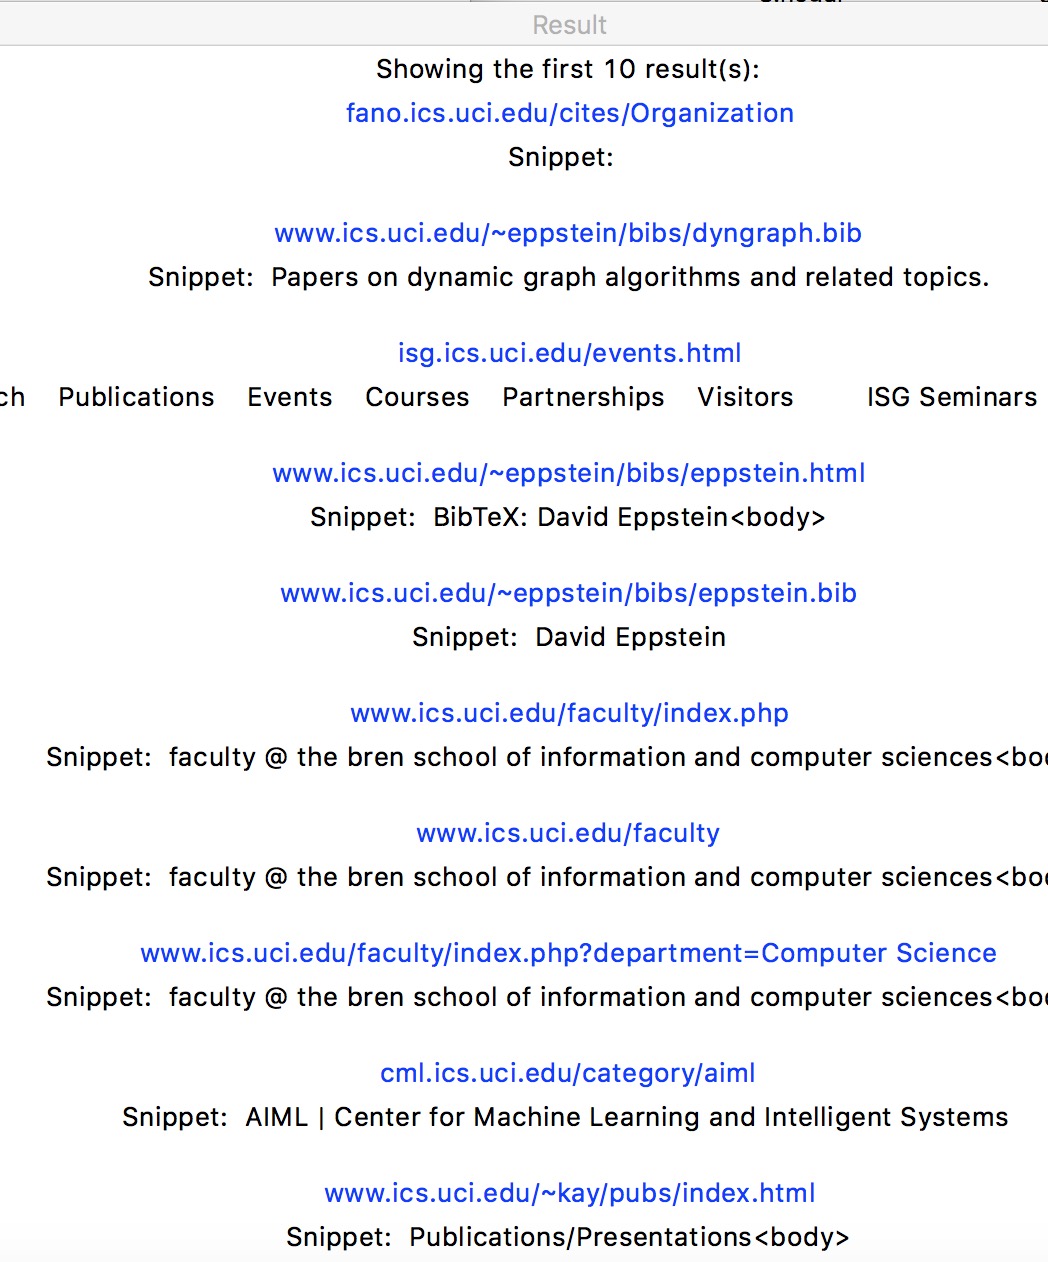 Result
Showing the first 10 result(s):
fano.ics.uci.edu/cites/Organization
Snippet:
www.ics.uci.edu/~eppstein/bibs/dyngraph.bib
Snippet:  Papers on dynamic graph algorithms and related topics.
isg.ics.uci.edu/events.html
ch Publications Events Courses Partnerships Visitors ISG Seminars
www.ics.uci.edu/~eppstein/bibs/eppstein.html
Snippet:  BibTeX: David Eppstein<body>
www.ics.uci.edu/~eppstein/bibs/eppstein.bib
Snippet:  David Eppstein
www.ics.uci.edu/faculty/index.php
Snippet:  faculty @ the bren school of information and computer sciences<bo
www.ics.uci.edu/faculty
Snippet:  faculty @ the bren school of information and computer sciences<bo
www.ics.uci.edu/faculty/index.php?department=Computer Science
Snippet:  faculty @ the bren school of information and computer sciences<bo
cml.ics.uci.edu/category/aiml
Snippet:  AIML | Center for Machine Learning and Intelligent Systems
www.ics.uci.edu/~kay/pubs/index.html
Snippet:  Publications/Presentations<body>